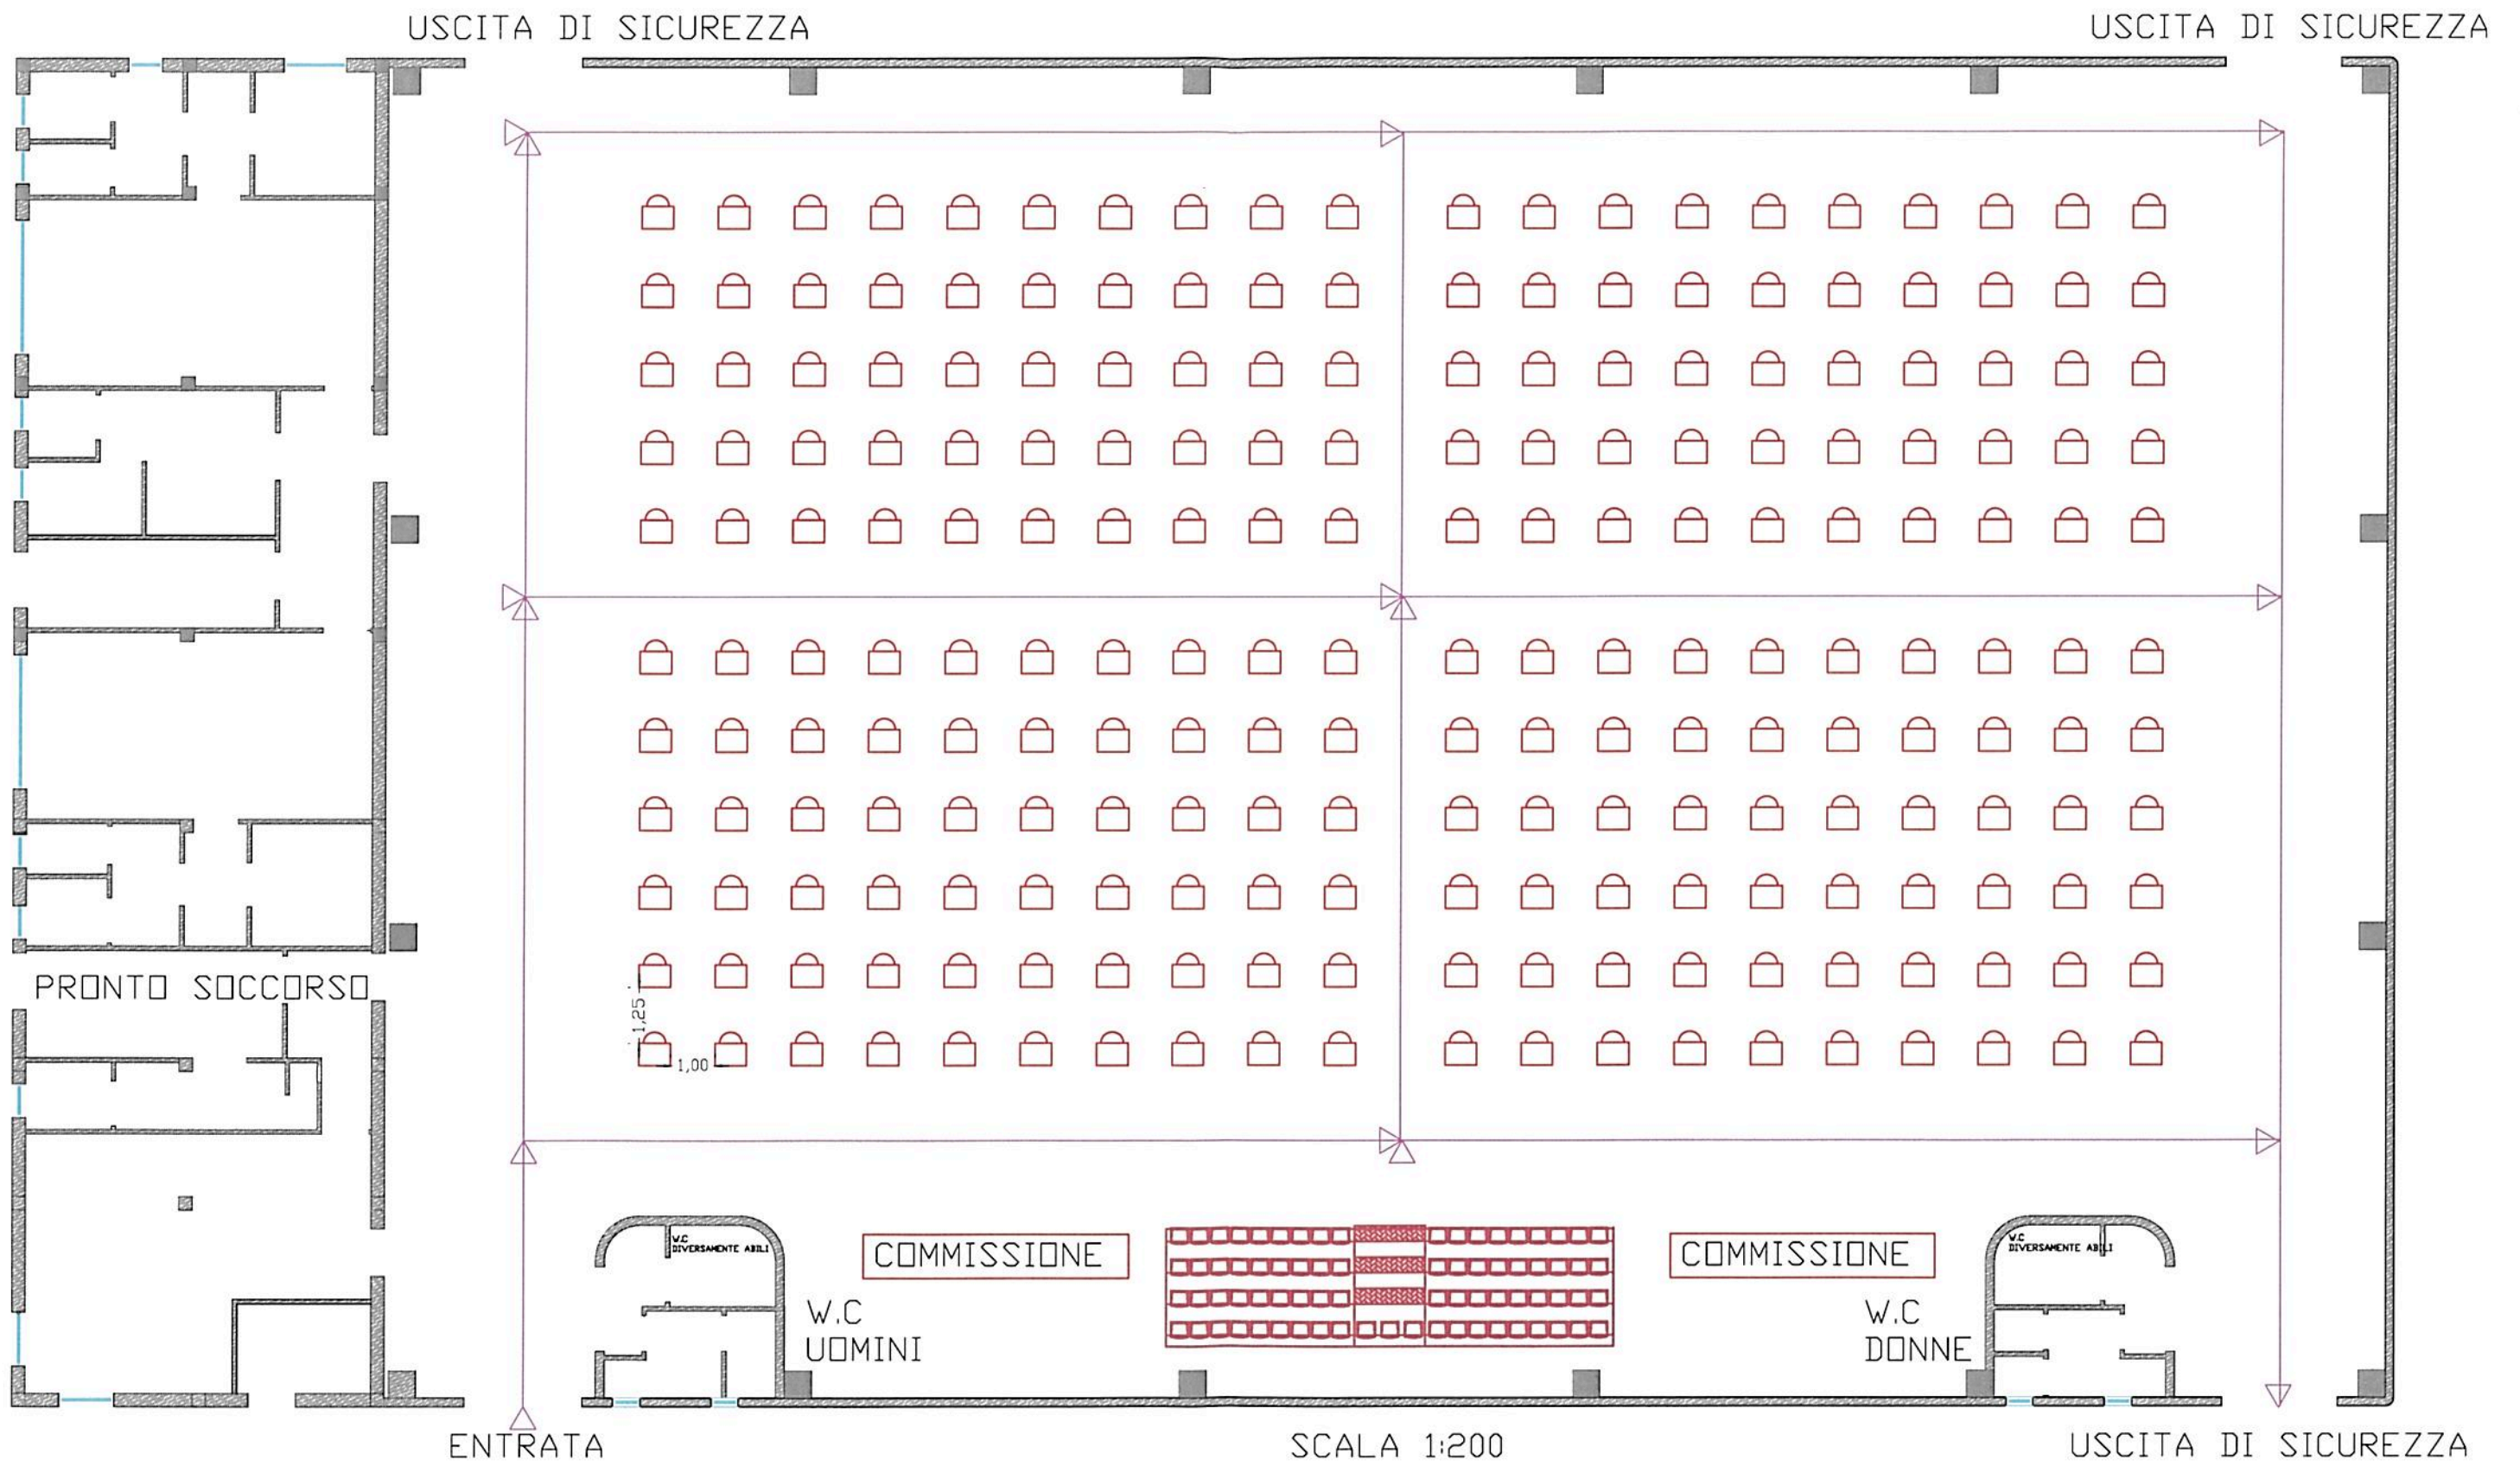 USCITA DI SICUREZZA
USCITA DI SICUREZZA
PRONTO SOCCORSO
1,25
1,00
W.C
DIVERSAMENTE ABILI
COMMISSIONE
COMMISSIONE
W.C
DIVERSAMENTE ABILI
W.C
UOMINI
W.C
DONNE
ENTRATA
SCALA 1:200
USCITA DI SICUREZZA